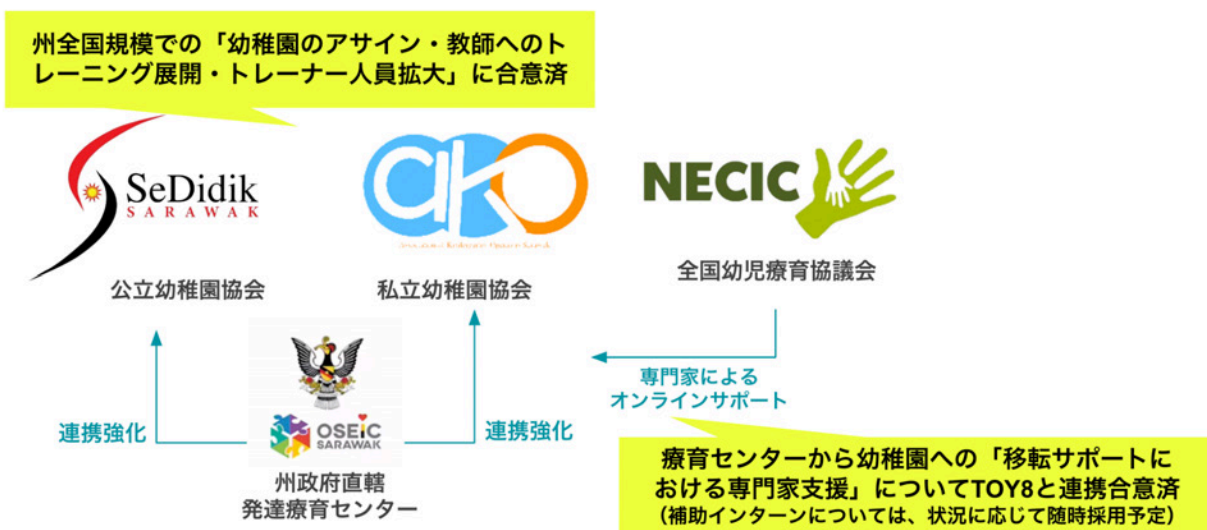 州全国規模での「幼稚園のアサイン・教師へのト
レーニング展開・トレーナー人員拡大」に合意済
SeDidik
SARAWAK
NECIC
公立幼稚園協会
私立幼稚園協会
全国幼児療育協議会
専門家による
オンラインサポート
連携強化
OSEIC
SARAWAK
連携強化
州政府直轄
発達療育センター
療育センターから幼稚園への「移転サポートに
おける専門家支援」についてTOY8と連携合意済
（補助インターンについては、状況に応じて随時採用予定）